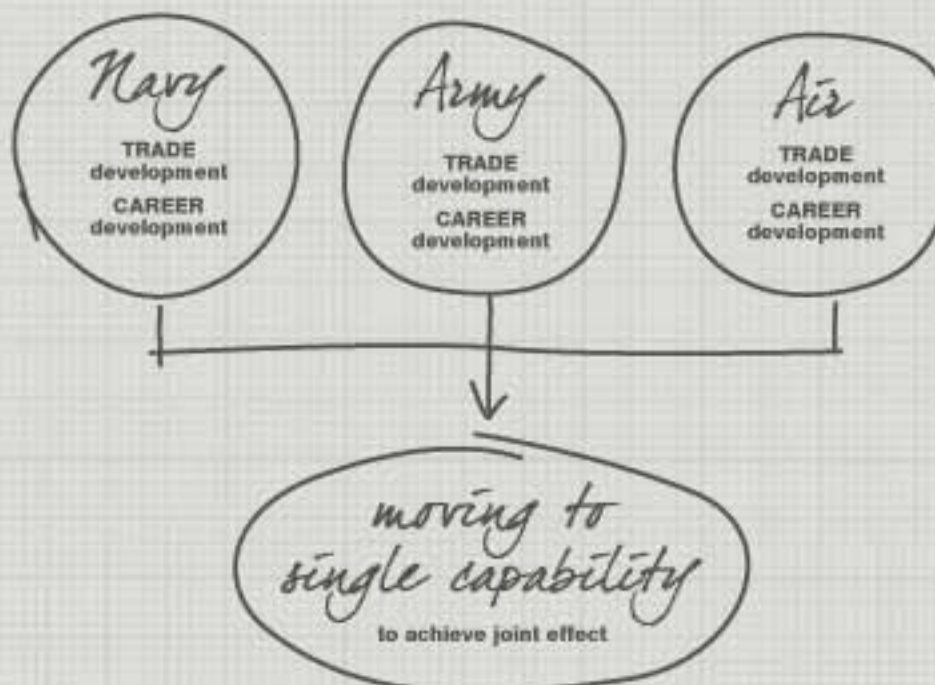 Navy
TRADE
development
CAREER
development
Army
TRADE
development
CAREER
development
Air
TRADE
development
CAREER
development
moving to
single capability
to achieve joint effect